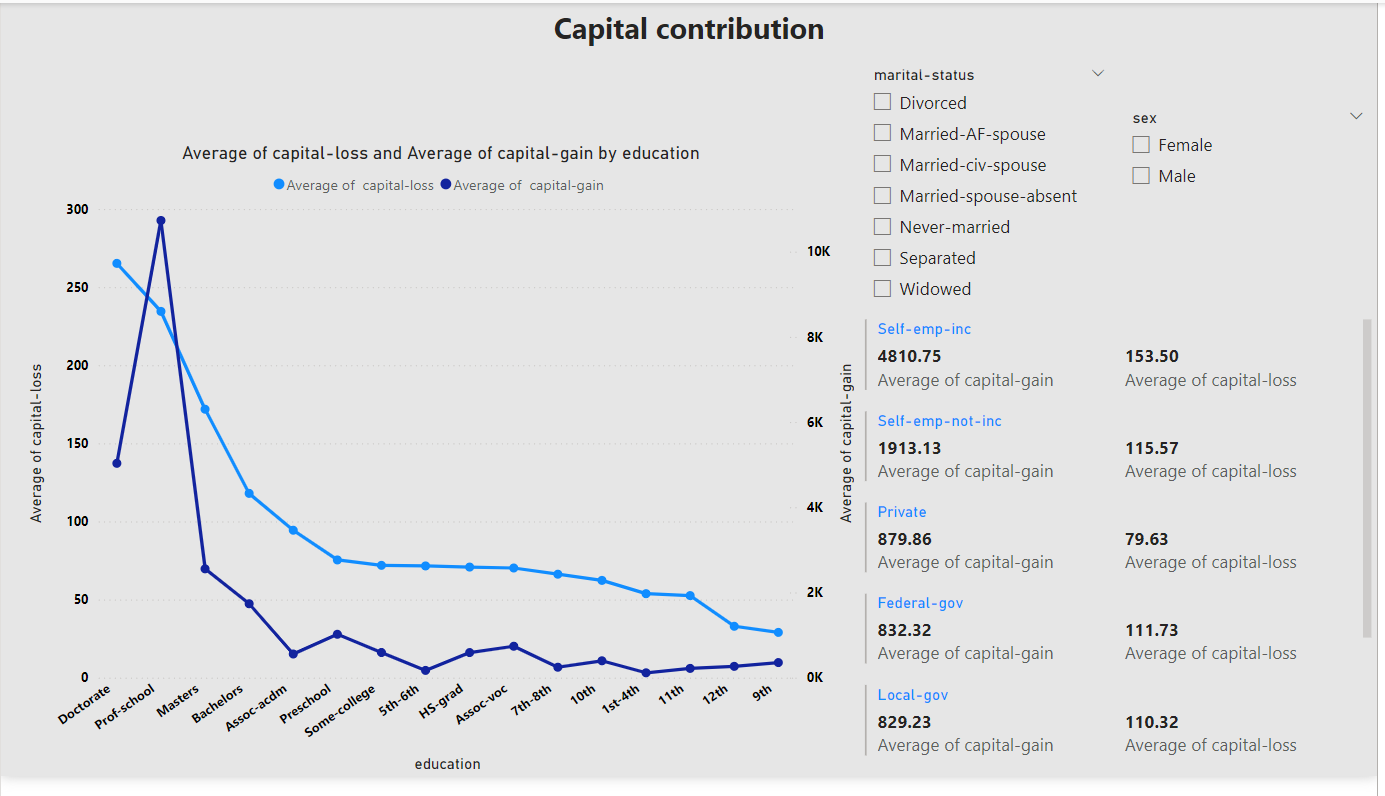 Capital contribution
Average of capital-loss and Average of capital-gain by education
Average of capital-loss Average of capital-gain
300
250
200
150
100
50
0
Average of capital-loss
10K
8K
6K
4K
2K
0K
Average of capital-gain
Doctorate
Prof-school
Masters
Bachelors
Assoc-acdm
Preschool
Some-college
5th-6th
HS-grad
Assoc-voc
7th-8th
10th
1st-4th
11th
12th
9th
education
marital-status
Divorced
Married-AF-spouse
Married-civ-spouse
Married-spouse-absent
Never-married
Separated
Widowed
sex
Female
Male
Self-emp-inc
4810.75 153.50
Average of capital-gain Average of capital-loss
Self-emp-not-inc
1913.13 115.57
Average of capital-gain Average of capital-loss
Private
879.86 79.63
Average of capital-gain Average of capital-loss
Federal-gov
832.32 111.73
Average of capital-gain Average of capital-loss
Local-gov
829.23 110.32
Average of capital-gain Average of capital-loss